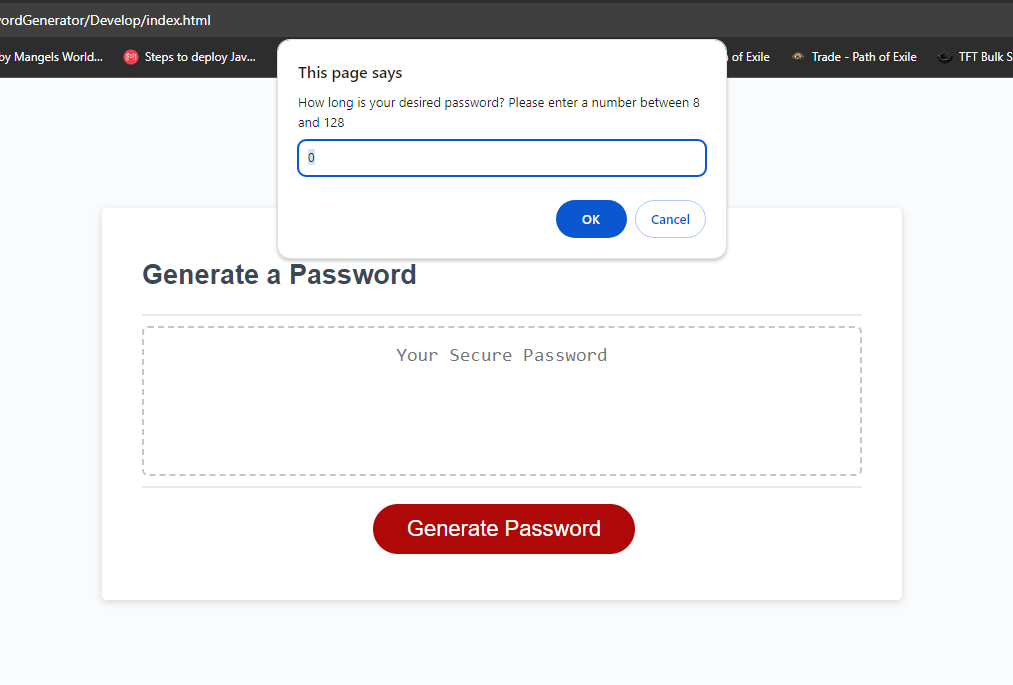 ordGenerator/Develop/index.html
by Mangels World... Steps to deploy Jav... of Exile Trade - Path of Exile TFT Bulk S
This page says
How long is your desired password? Please enter a number between 8
and 128
0
OK Cancel
Generate a Password
Your Secure Password
Generate Password